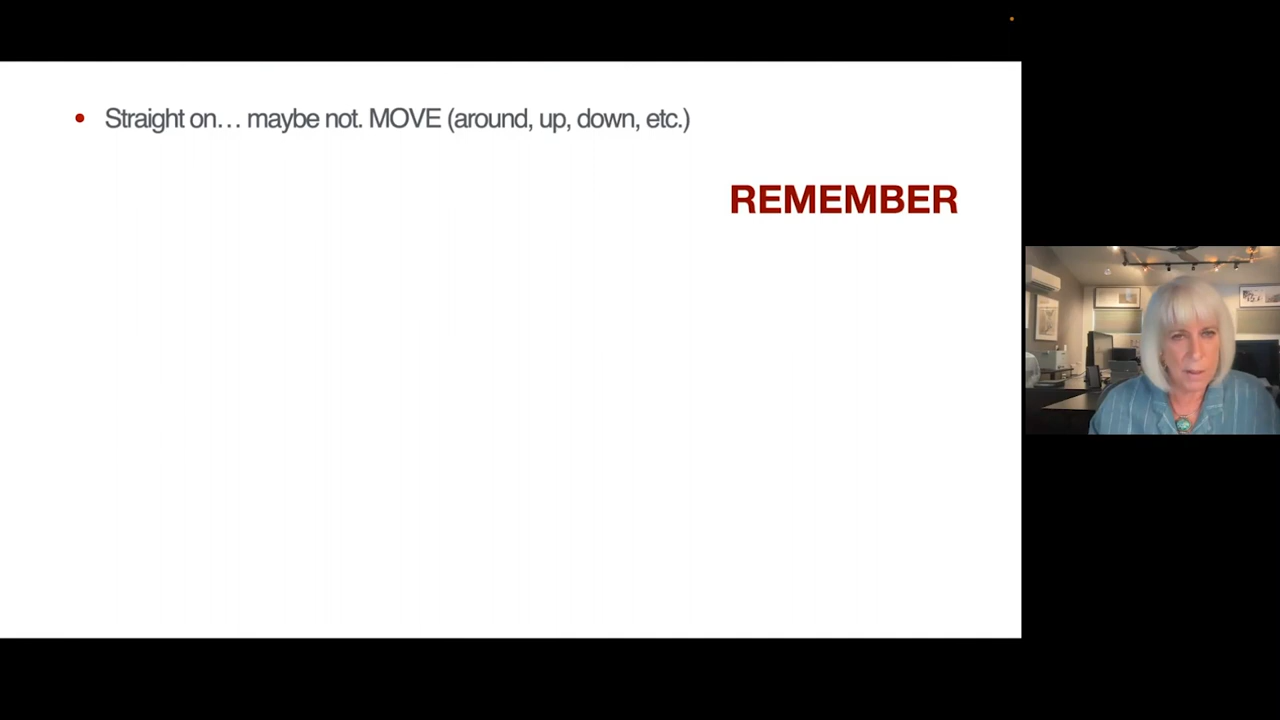 • Straight on… maybe not. MOVE (around, up, down, etc.)
REMEMBER